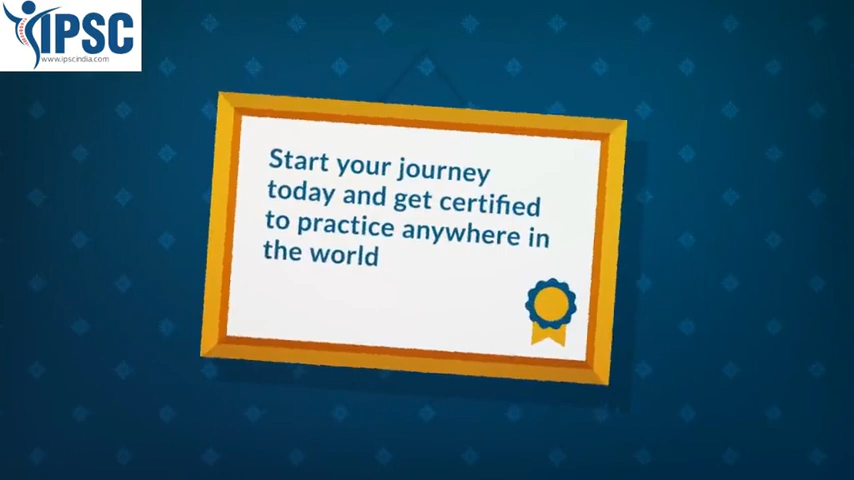 IPSC
www.ipscindia.com
Start your journey
today and get certified
to practice anywhere in
the world